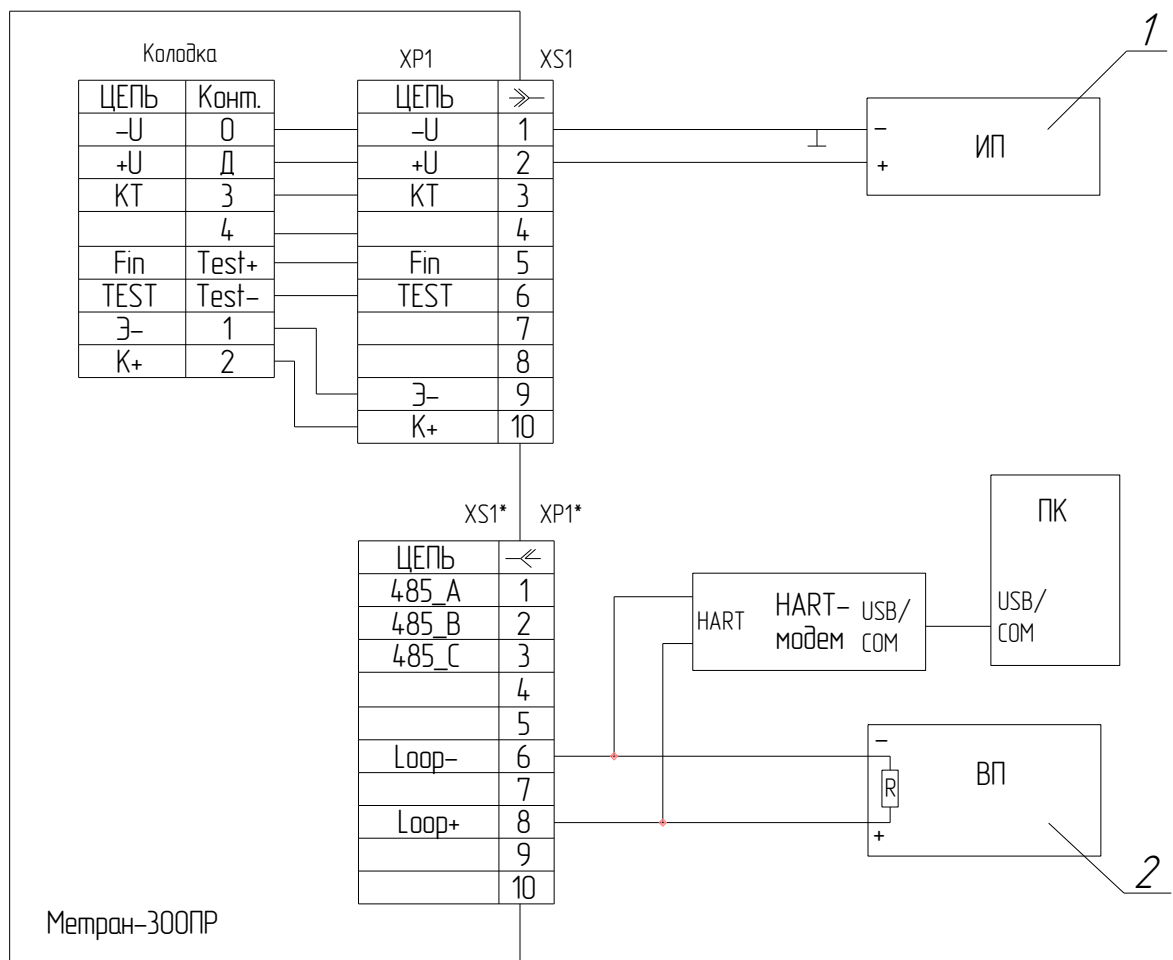 1
Колодка XP1 XS1
ЦЕПЬ Конт. ЦЕПЬ
-U 0 -U 1
+U Д +U 2
КТ 3 КТ 3
4 4
Fin Test+ Fin 5
TEST Test- TEST 6
Э- 1 7
К+ 2 8
Э- 9
К+ 10
- ИП
+
XS1* XP1*
ЦЕПЬ
485_A 1
485_B 2
485_C 3
4
5
Loop- 6
7
Loop+ 8
9
10
HART HART- USB/
модем COM
ПК
USB/
COM
- ВП
R
+
2
Метран-300ПР